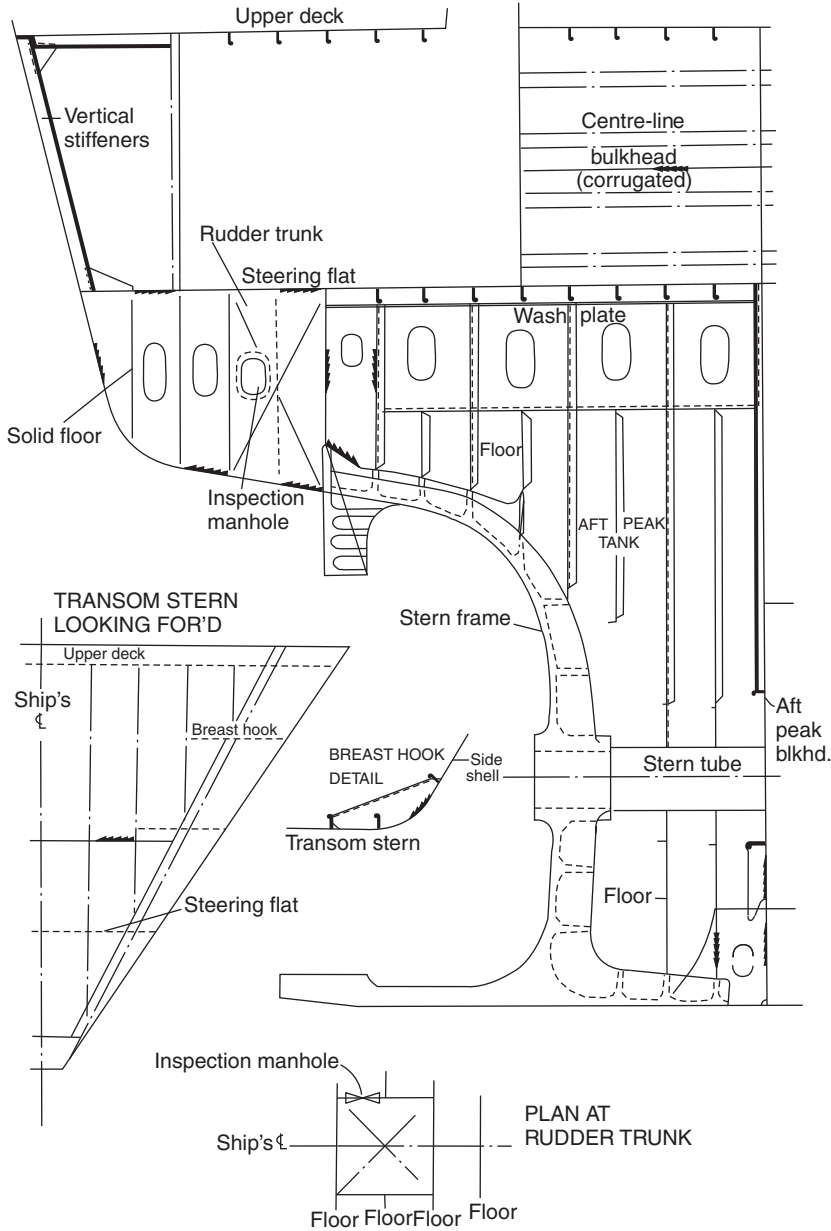 Upper deck
Vertical
stiffeners
Centre-line
bulkhead
(corrugated)
Rudder trunk
Steering flat
Wash plate
Solid floor
Floor
Inspection
manhole
AFT PEAK
TANK
TRANSOM STERN
LOOKING FOR'D
Stern frame
Upper deck
Ship's
℄
Breast hook
Aft
peak
blkhd.
BREAST HOOK
DETAIL
Side
shell
Stern tube
Transom stern
Steering flat
Floor
Inspection manhole
PLAN AT
RUDDER TRUNK
Ship's ℄
Floor Floor Floor Floor